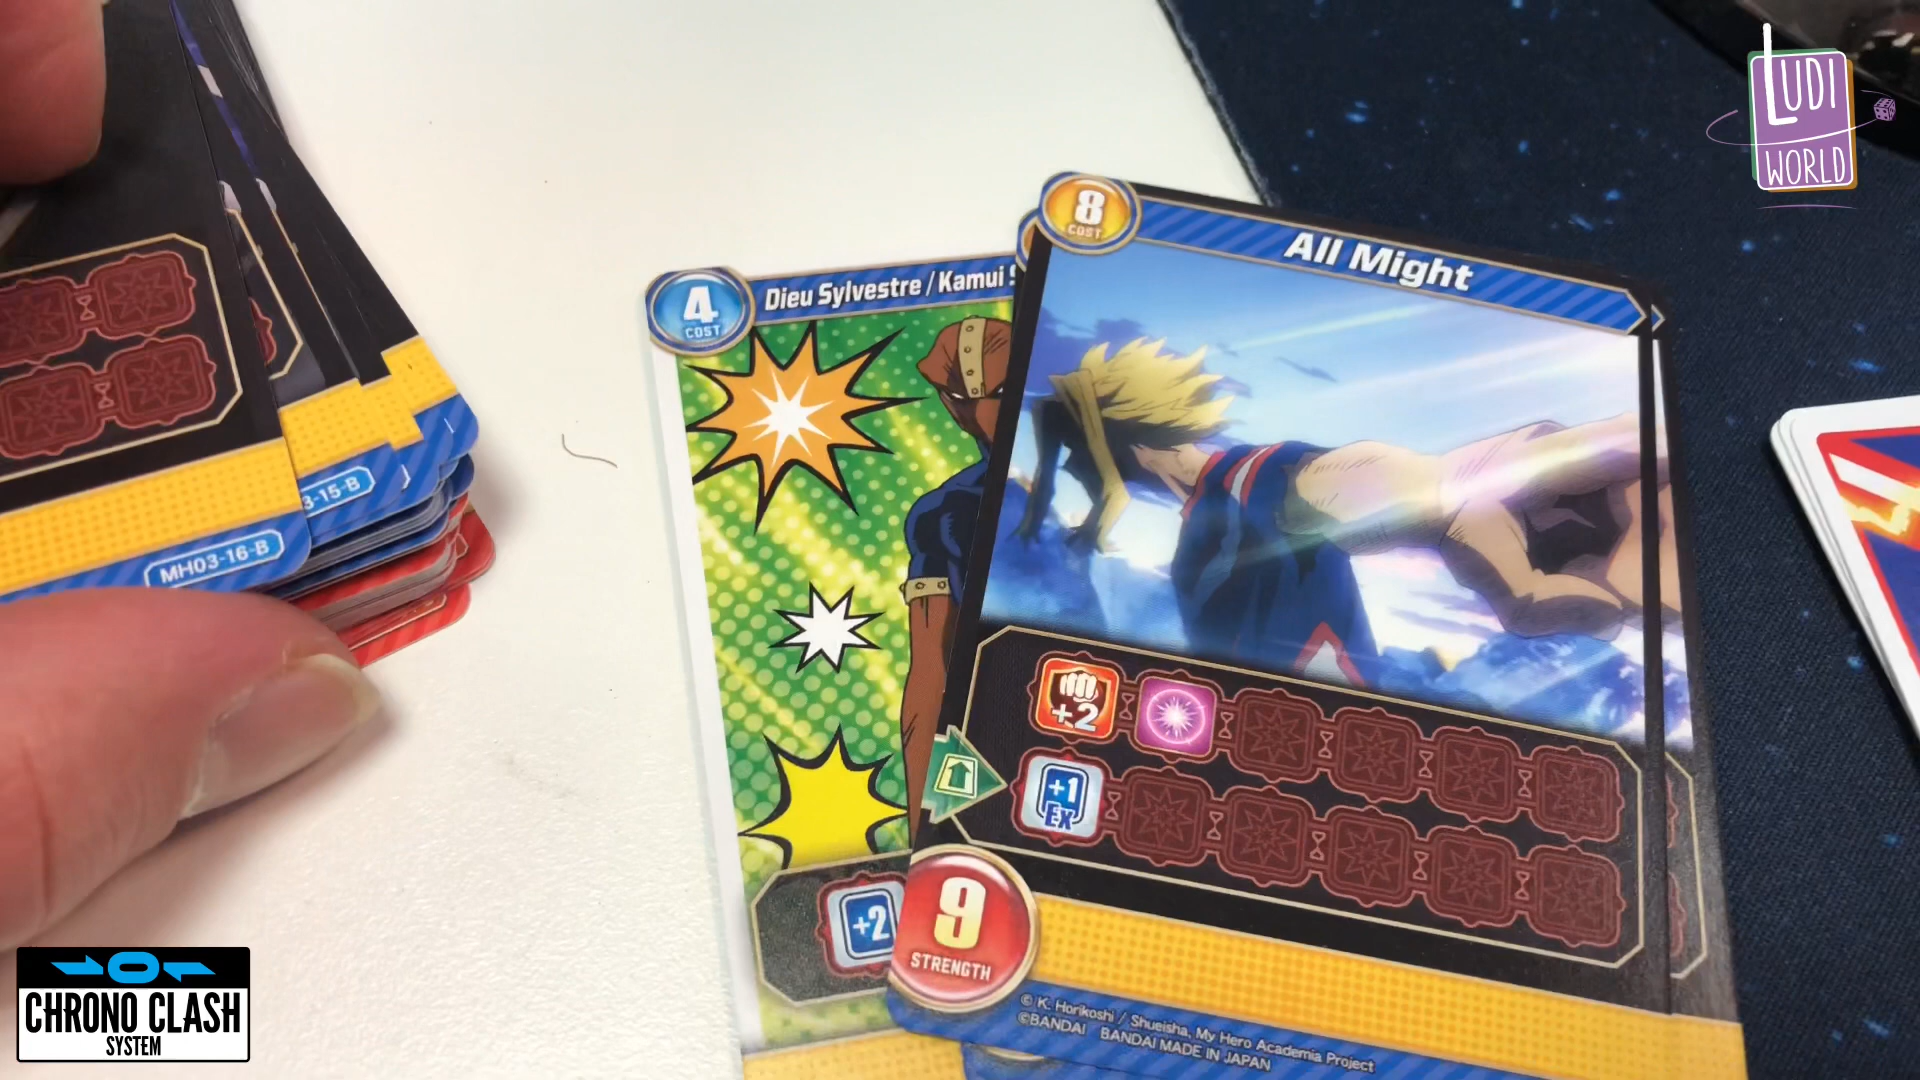 LUDI
WORLD
8
COST
All Might
4
COST
Dieu Sylvestre / Kamui
+2
+1
EX
+2
9
STRENGTH
3-15-B
MH03-16-B
© K. Horikoshi / Shueisha, My Hero Academia Project
©BANDAI BANDAI MADE IN JAPAN
CHRONO CLASH
SYSTEM